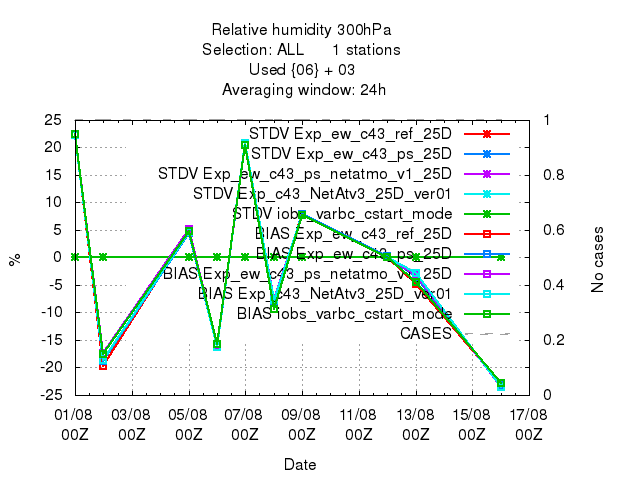 Relative humidity 300hPa
Selection: ALL 1 stations
Used {06} + 03
Averaging window: 24h
STDV Exp_ew_c43_ref_25D
STDV Exp_ew_c43_ps_25D
STDV Exp_ew_c43_ps_netatmo_v1_25D
STDV Exp_c43_NetAtv3_25D_ver01
STDV iobs_varbc_cstart_mode
BIAS Exp_ew_c43_ref_25D
BIAS Exp_ew_c43_ps_25D
BIAS Exp_ew_c43_ps_netatmo_v1_25D
BIAS Exp_c43_NetAtv3_25D_ver01
BIAS iobs_varbc_cstart_mode
CASES
25
20
15
10
5
0
-5
-10
-15
-20
-25
%
1
0.8
0.6
0.4
0.2
0
No cases
01/08 03/08 05/08 07/08 09/08 11/08 13/08 15/08 17/08
00Z 00Z 00Z 00Z 00Z 00Z 00Z 00Z 00Z
Date